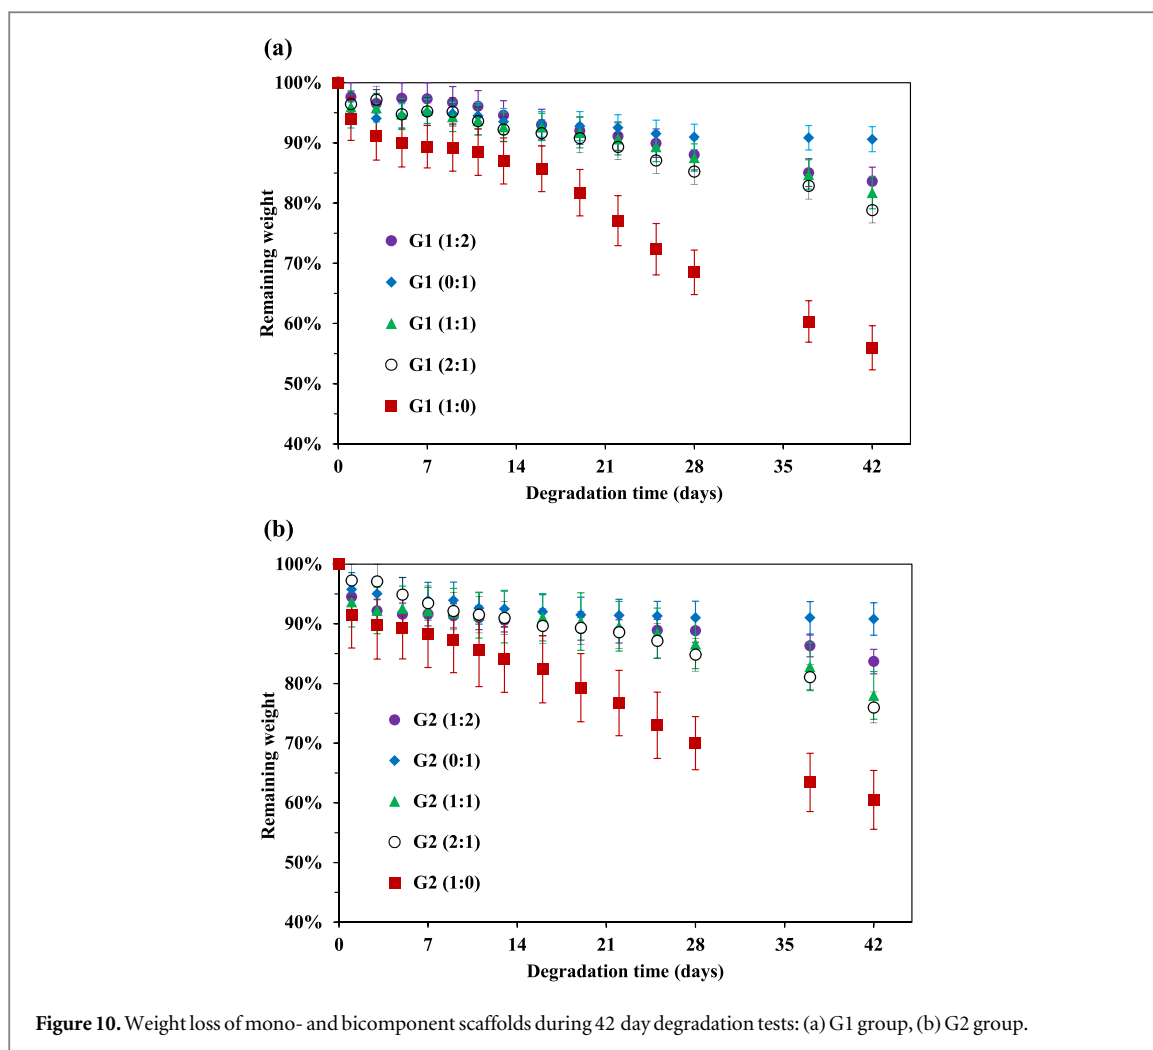 (a)
100%
90%
80%
70%
60%
50%
40%
Remaining weight
G1 (1:2)
G1 (0:1)
G1 (1:1)
G1 (2:1)
G1 (1:0)
0 7 14 21 28 35 42
Degradation time (days)
(b)
100%
90%
80%
70%
60%
50%
40%
Remaining weight
G2 (1:2)
G2 (0:1)
G2 (1:1)
G2 (2:1)
G2 (1:0)
0 7 14 21 28 35 42
Degradation time (days)
Figure 10. Weight loss of mono- and bicomponent scaffolds during 42 day degradation tests: (a) G1 group, (b) G2 group.